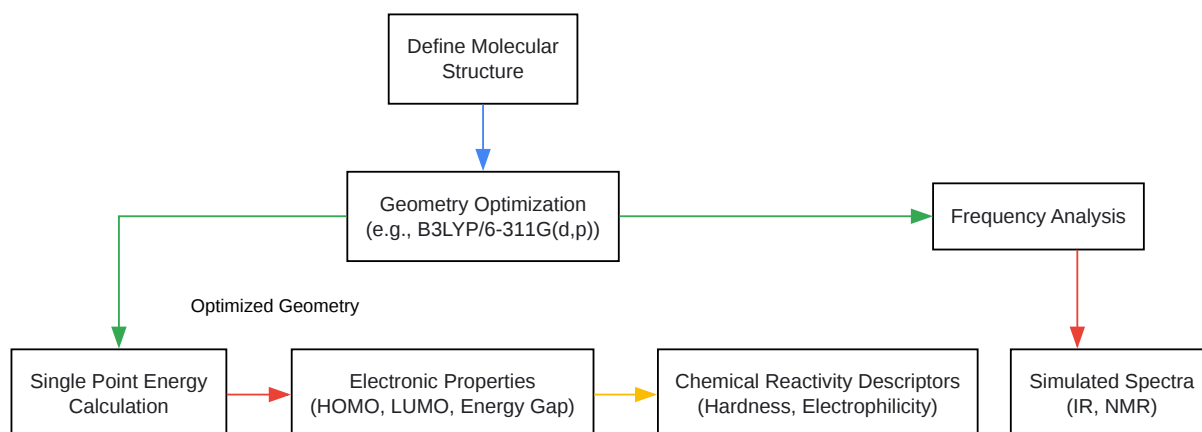 Define Molecular
Structure
Geometry Optimization
(e.g., B3LYP/6-311G(d,p))
Frequency Analysis
Optimized Geometry
Single Point Energy
Calculation
Electronic Properties
(HOMO, LUMO, Energy Gap)
Chemical Reactivity Descriptors
(Hardness, Electrophilicity)
Simulated Spectra
(IR, NMR)